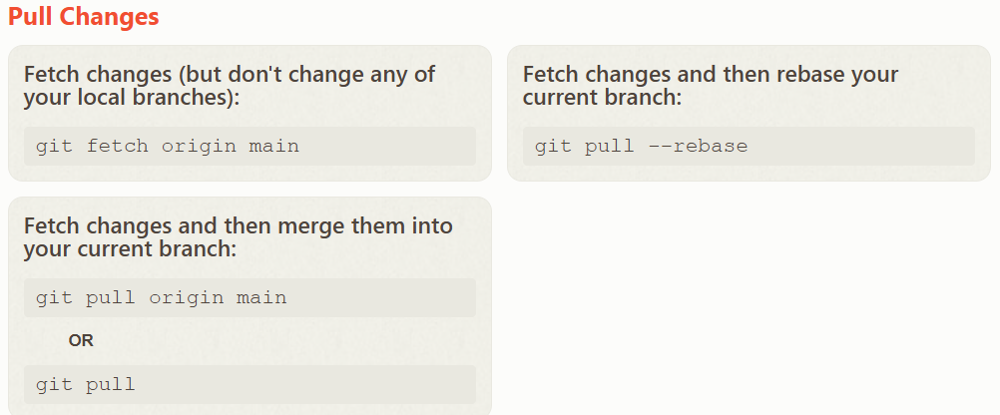 Pull Changes
Fetch changes (but don't change any of
your local branches):
git fetch origin main
Fetch changes and then rebase your
current branch:
git pull --rebase
Fetch changes and then merge them into
your current branch:
git pull origin main
OR
git pull